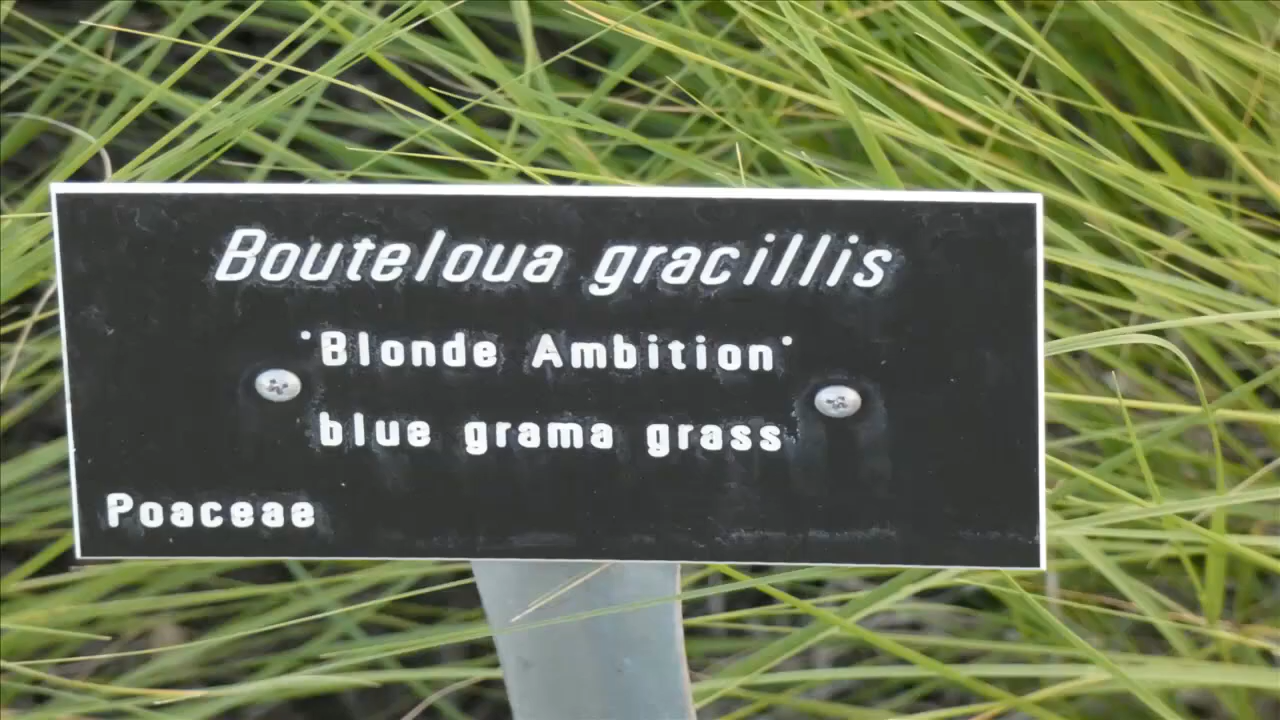 Bouteloua gracillis
'Blonde Ambition'
blue grama grass
Poaceae